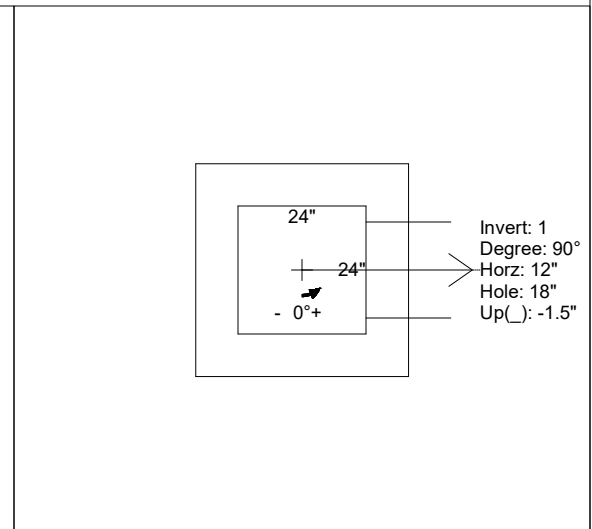 24"
24"
- 0°+
Invert: 1
Degree: 90°
Horz: 12"
Hole: 18"
Up(_): -1.5"